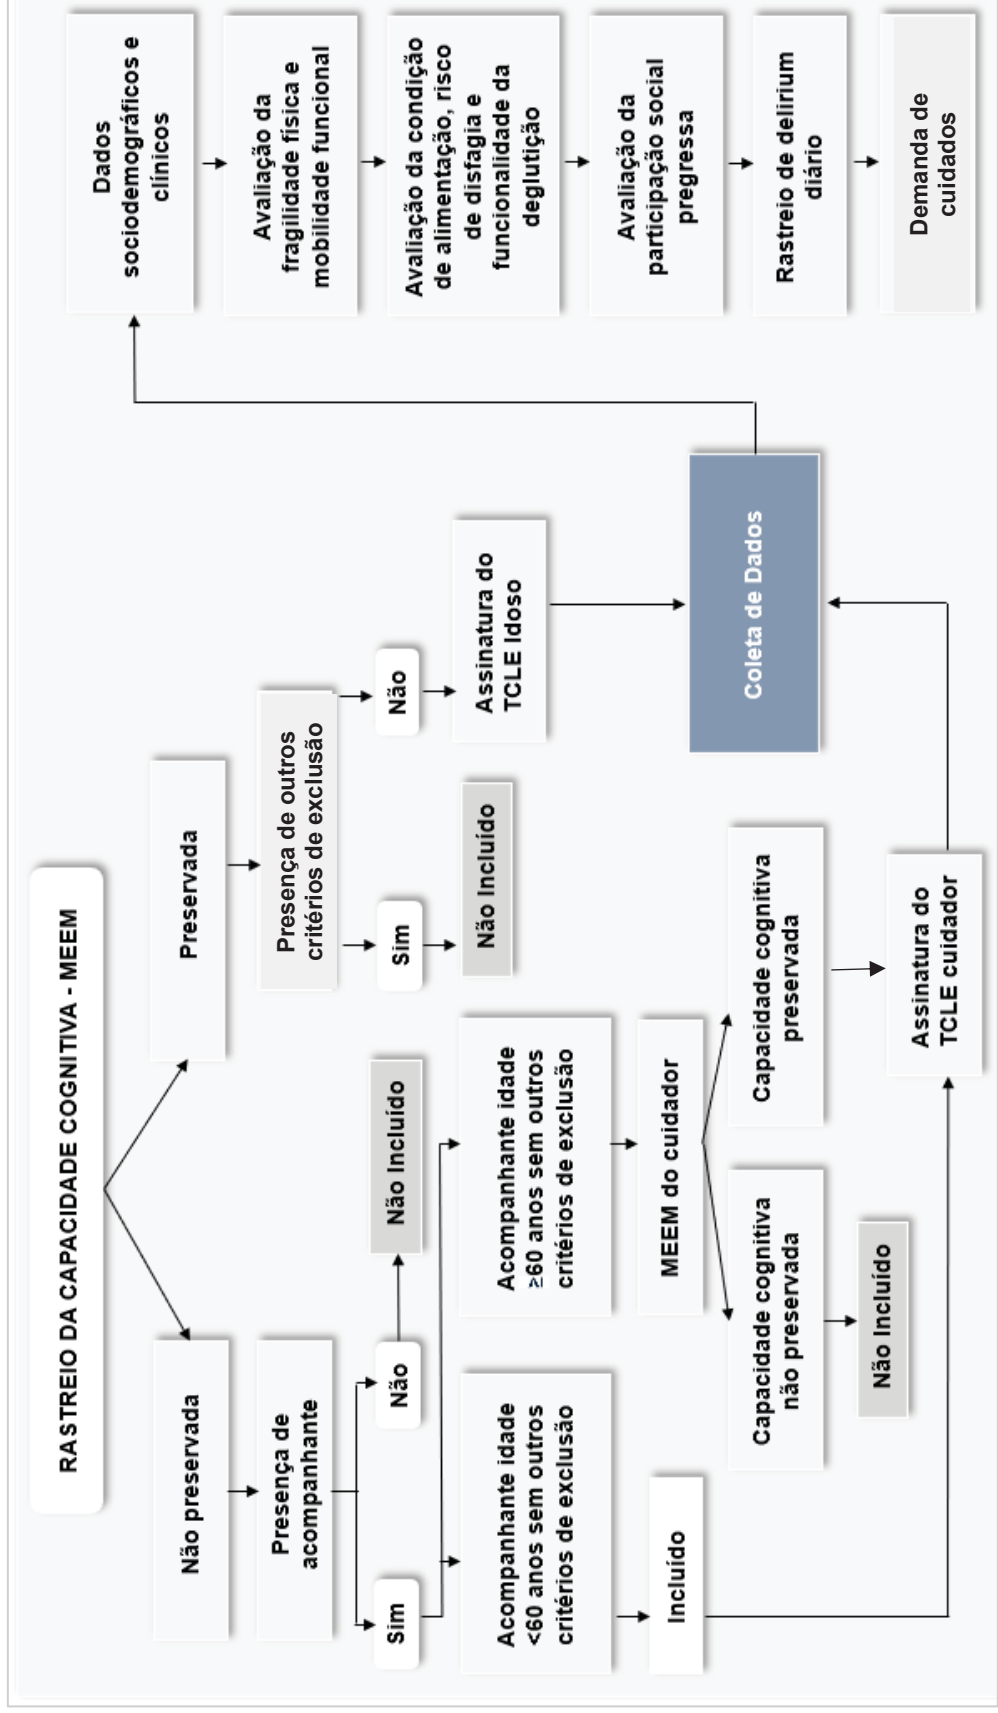 RASTREIO DA CAPACIDADE COGNITIVA - MEEM
Não preservada
Presença de
acompanhante
Sim
Não
Não Incluído
Acompanhante idade
<60 anos sem outros
critérios de exclusão
Incluído
Acompanhante idade
≥60 anos sem outros
critérios de exclusão
MEEM do cuidador
Capacidade cognitiva
não preservada
Não Incluído
Capacidade cognitiva
preservada
Assinatura do
TCLE cuidador
Preservada
Presença de outros
critérios de exclusão
Sim
Não Incluído
Não
Assinatura do
TCLE Idoso
Coleta de Dados
Dados
sociodemográficos e
clínicos
Avaliação da
fragilidade física e
mobilidade funcional
Avaliação da condição
de alimentação, risco
de disfagia e
funcionalidade da
deglutição
Avaliação da
participação social
pregressa
Rastreio de delirium
diário
Demanda de
cuidados